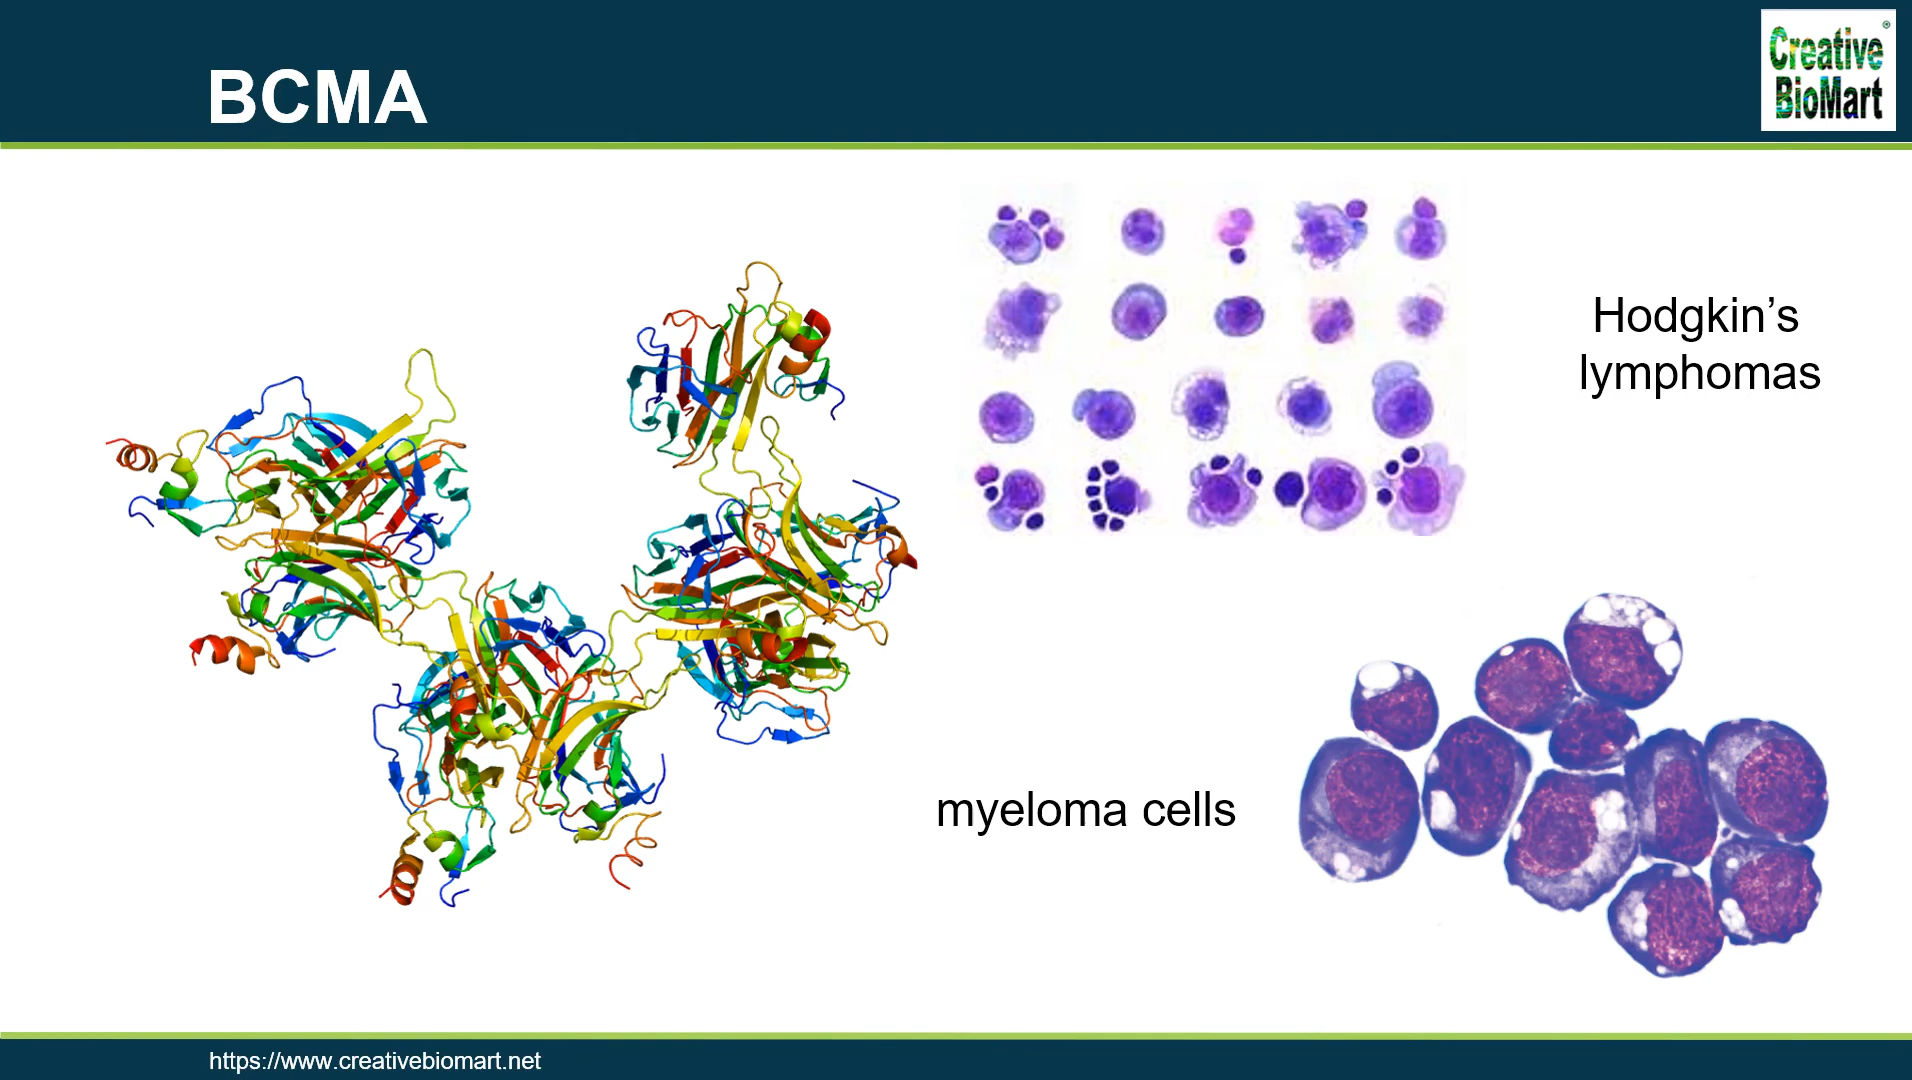 BCMA
Creative
BioMart
®
Hodgkin’s
lymphomas
myeloma cells
https://www.creativebiomart.net